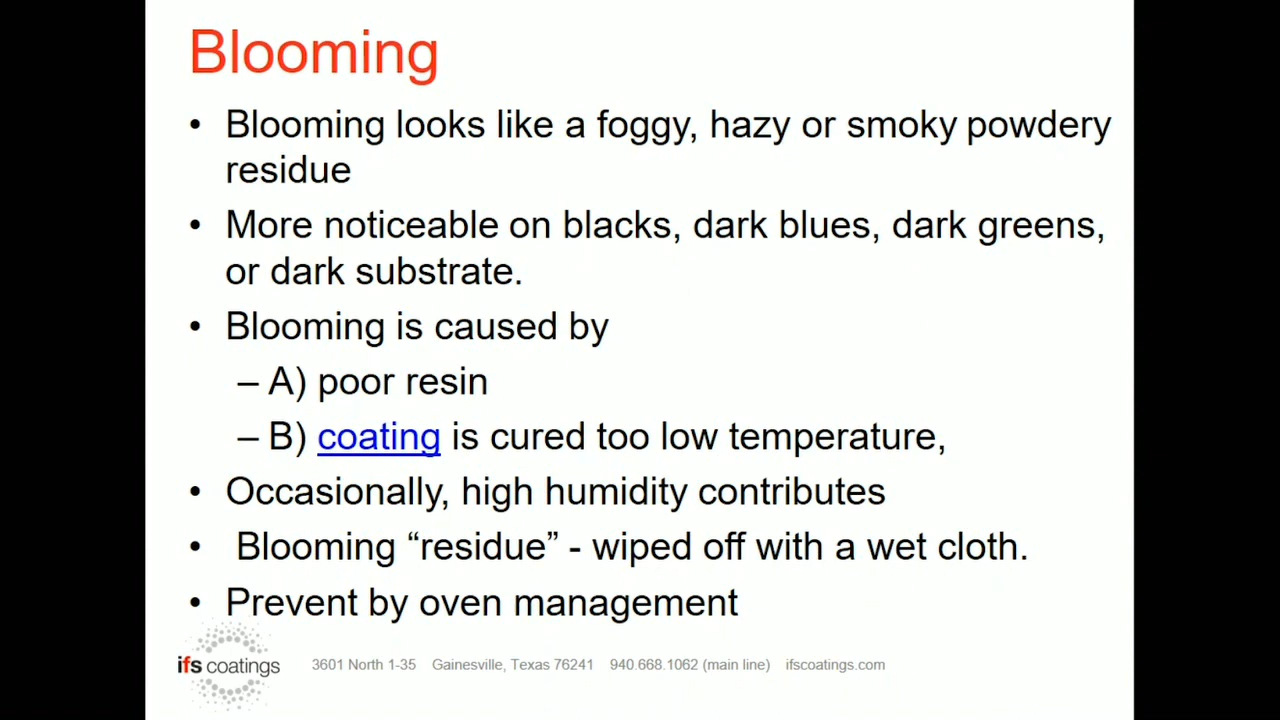 Blooming
• Blooming looks like a foggy, hazy or smoky powdery
residue
• More noticeable on blacks, dark blues, dark greens,
or dark substrate.
• Blooming is caused by
– A) poor resin
– B) coating is cured too low temperature,
• Occasionally, high humidity contributes
• Blooming “residue” - wiped off with a wet cloth.
• Prevent by oven management
ifs coatings 3601 North 1-35 Gainesville, Texas 76241 940.668.1062 (main line) ifscoatings.com